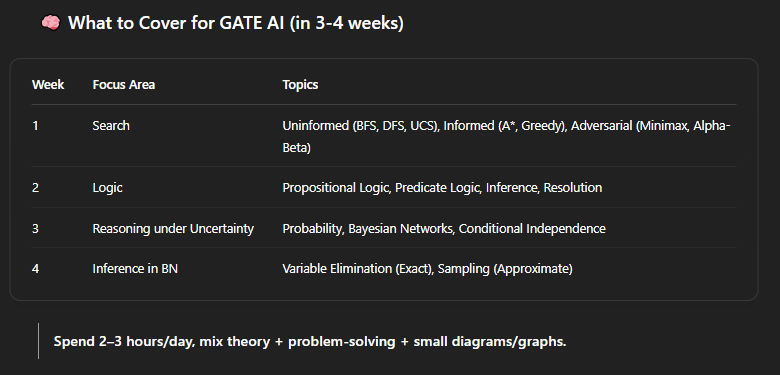 🧠 What to Cover for GATE AI (in 3-4 weeks)
Week Focus Area Topics
1 Search Uninformed (BFS, DFS, UCS), Informed (A*, Greedy), Adversarial (Minimax, Alpha-
Beta)
2 Logic Propositional Logic, Predicate Logic, Inference, Resolution
3 Reasoning under Uncertainty Probability, Bayesian Networks, Conditional Independence
4 Inference in BN Variable Elimination (Exact), Sampling (Approximate)
Spend 2–3 hours/day, mix theory + problem-solving + small diagrams/graphs.